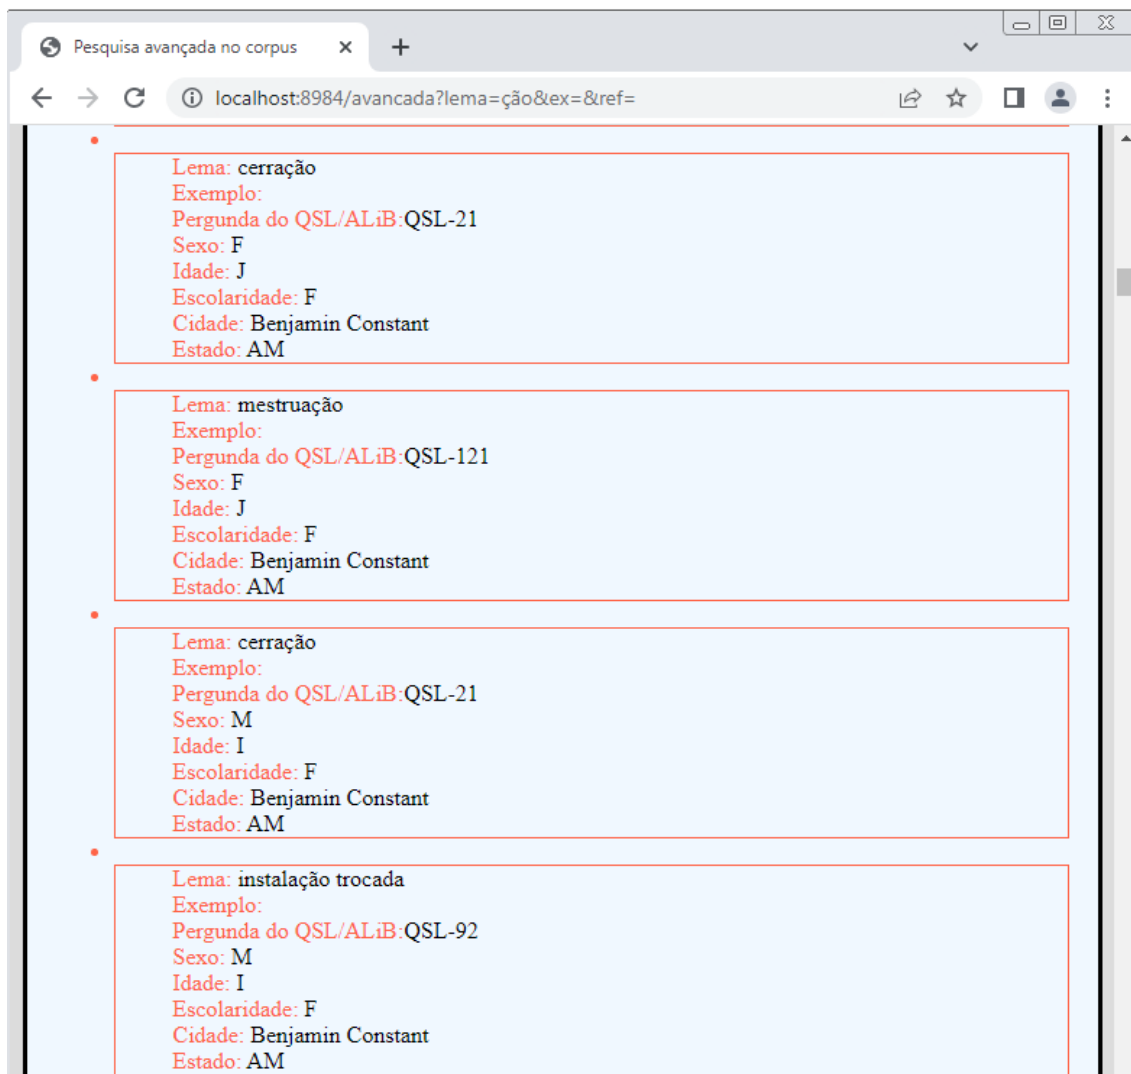 Pesquisa avançada no corpus
localhost:8984/avancada?lema=ção&ex=&ref=
Lema: cerração
Exemplo:
Pergunda do QSL/ALiB:QSL-21
Sexo: F
Idade: J
Escolaridade: F
Cidade: Benjamin Constant
Estado: AM
Lema: mestruação
Exemplo:
Pergunda do QSL/ALiB:QSL-121
Sexo: F
Idade: J
Escolaridade: F
Cidade: Benjamin Constant
Estado: AM
Lema: cerração
Exemplo:
Pergunda do QSL/ALiB:QSL-21
Sexo: M
Idade: I
Escolaridade: F
Cidade: Benjamin Constant
Estado: AM
Lema: instalação trocada
Exemplo:
Pergunda do QSL/ALiB:QSL-92
Sexo: M
Idade: I
Escolaridade: F
Cidade: Benjamin Constant
Estado: AM